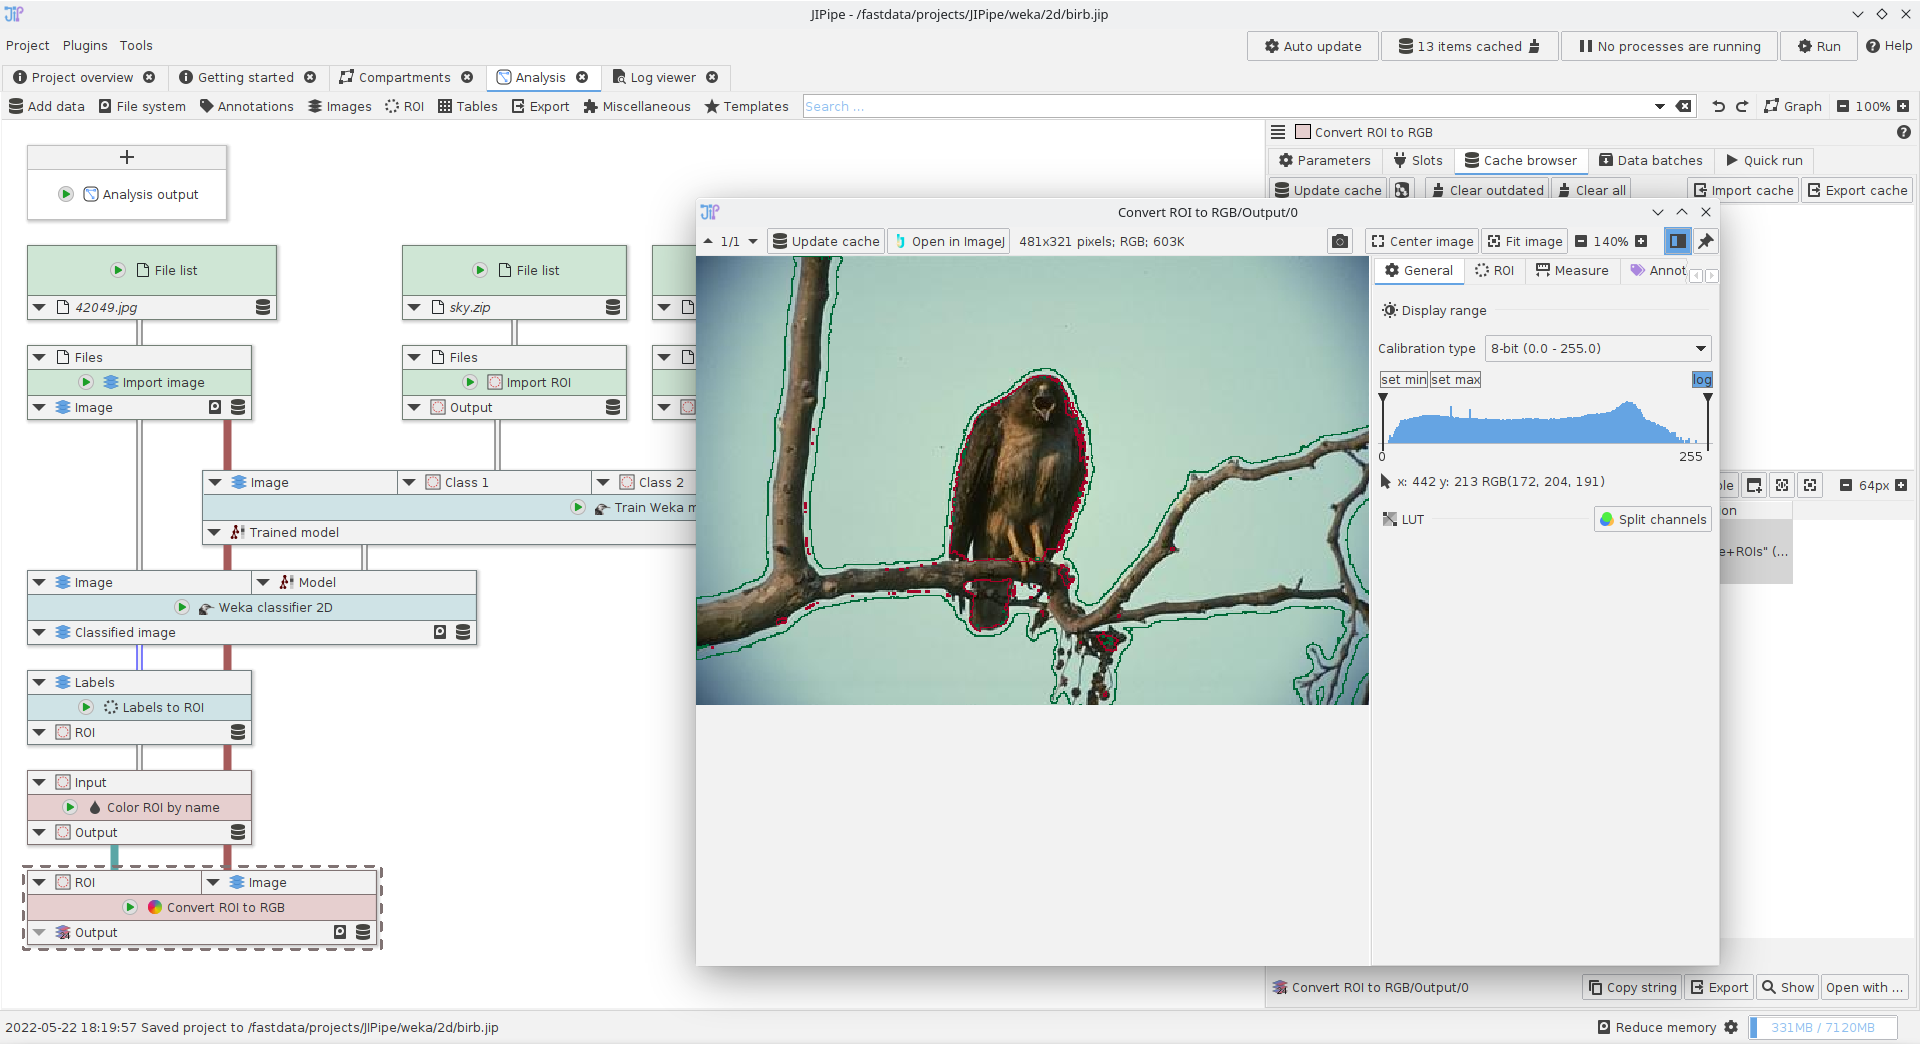 JIPipe - /fastdata/projects/JIPipe/weka/2d/birb.jip
Project Plugins Tools
Auto update 13 items cached No processes are running Run Help
Project overview Getting started Compartments Analysis Log viewer
Add data File system Annotations Images ROI Tables Export Miscellaneous Templates Search ... Graph 100%
Convert ROI to RGB
Parameters Slots Cache browser Data batches Quick run
Update cache Clear outdated Clear all Import cache Export cache
Analysis output
File list File list
42049.jpg sky.zip
Files Files
Import image Import ROI
Image Output
Image Class 1 Class 2
Train Weka m
Trained model
Image Model
Weka classifier 2D
Classified image
Labels
Labels to ROI
ROI
Input
Color ROI by name
Output
ROI Image
Convert ROI to RGB
24 Output
JIP Convert ROI to RGB/Output/0
1/1 Update cache Open in ImageJ 481x321 pixels; RGB; 603K Center image Fit image 140%
General ROI Measure Annot
Display range
Calibration type 8-bit (0.0 - 255.0)
set min set max log
0 255
x: 442 y: 213 RGB(172, 204, 191)
LUT Split channels
le 64px
on
e+ROIs" (...
24 Convert ROI to RGB/Output/0 Copy string Export Show Open with ...
2022-05-22 18:19:57 Saved project to /fastdata/projects/JIPipe/weka/2d/birb.jip Reduce memory 331MB / 7120MB